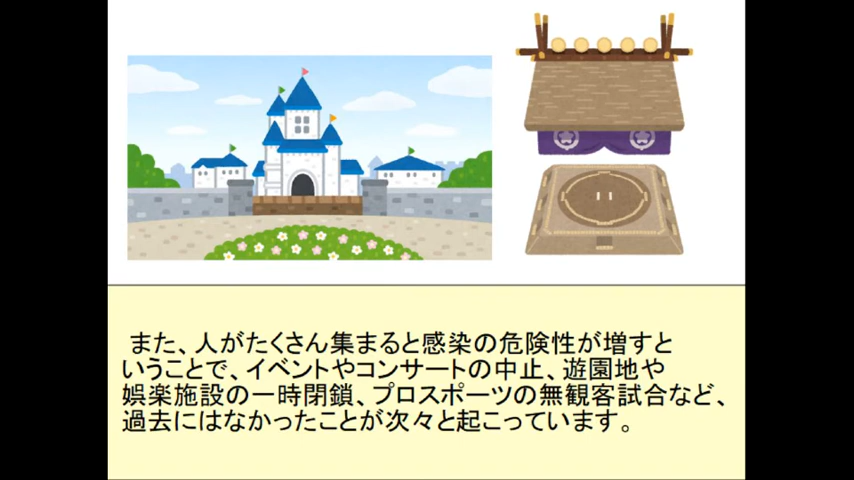 また、人がたくさん集まると感染の危険性が増すと
いうことで、イベントやコンサートの中止、遊園地や
娯楽施設の一時閉鎖、プロスポーツの無観客試合など、
過去にはなかったことが次々と起こっています。